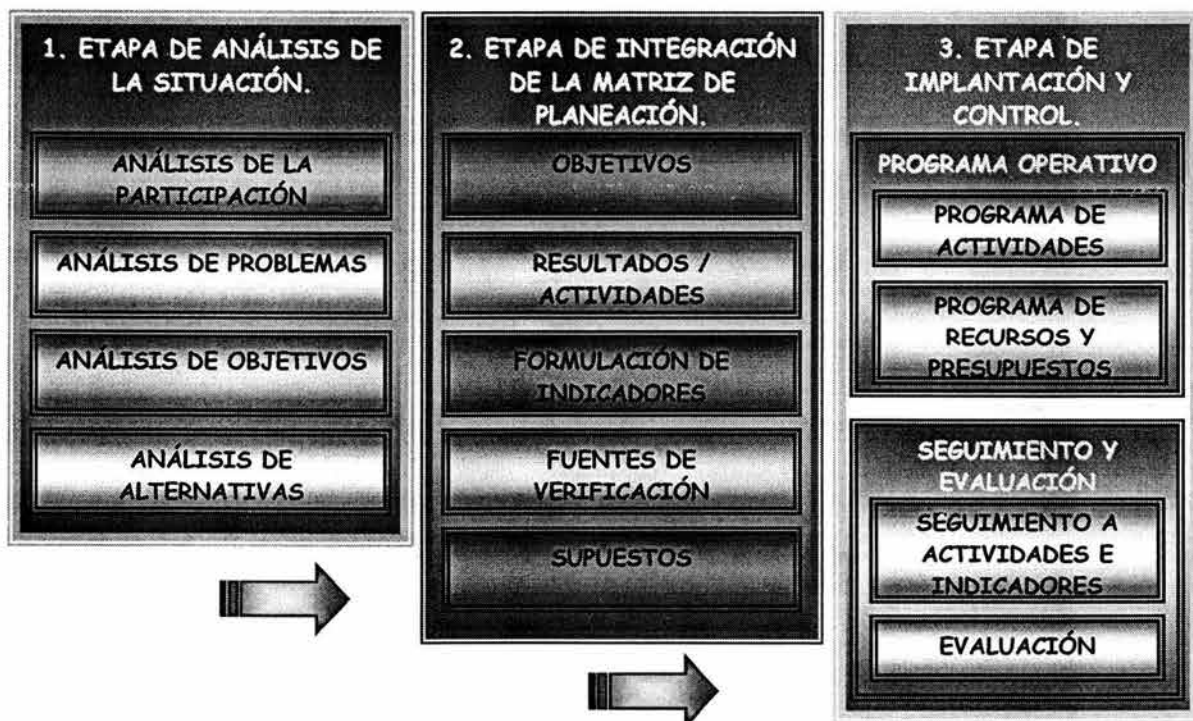 1. ETAPA DE ANÁLISIS DE
LA SITUACIÓN.
ANÁLISIS DE LA
PARTICIPACIÓN
ANÁLISIS DE PROBLEMAS
ANÁLISIS DE OBJETIVOS
ANÁLISIS DE
ALTERNATIVAS
2. ETAPA DE INTEGRACIÓN
DE LA MATRIZ DE
PLANEACIÓN.
OBJETIVOS
RESULTADOS /
ACTIVIDADES
FORMULACIÓN DE
INDICADORES
FUENTES DE
VERIFICACIÓN
SUPUESTOS
3. ETAPA DE
IMPLANTACIÓN Y
CONTROL.
PROGRAMA OPERATIVO
PROGRAMA DE
ACTIVIDADES
PROGRAMA DE
RECURSOS Y
PRESUPUESTOS
SEGUIMIENTO Y
EVALUACIÓN
SEGUIMIENTO A
ACTIVIDADES E
INDICADORES
EVALUACIÓN